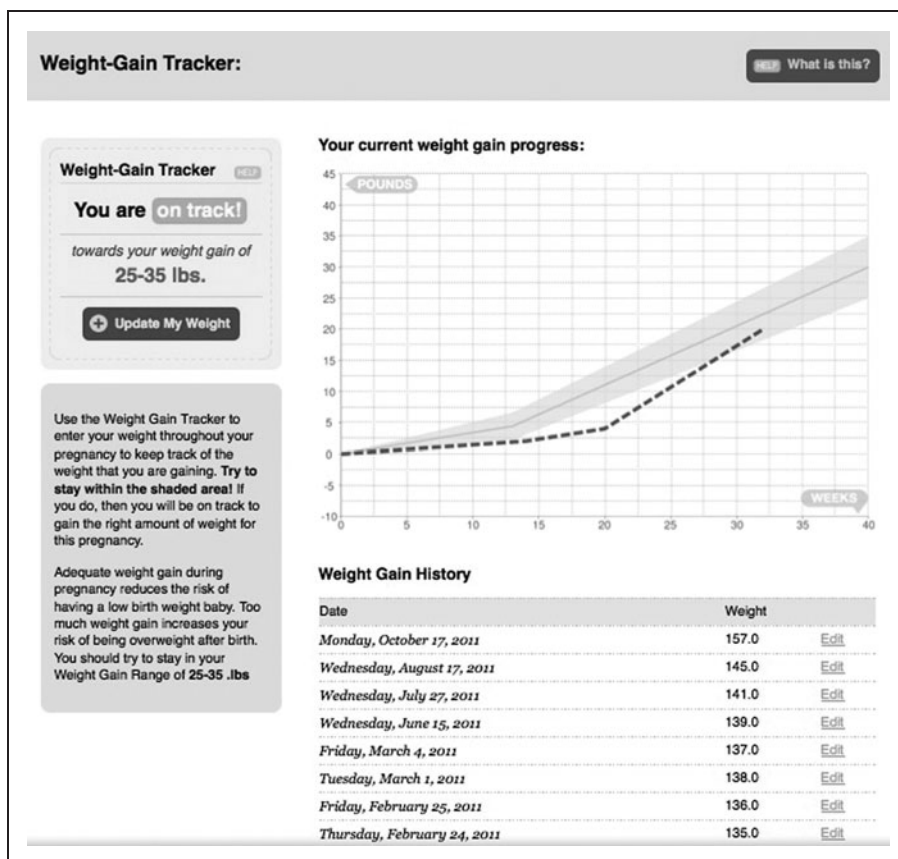 Weight-Gain Tracker:
HELP What is this?
Weight-Gain Tracker HELP
You are on track!
towards your weight gain of
25-35 lbs.
Update My Weight
Use the Weight Gain Tracker to
enter your weight throughout your
pregnancy to keep track of the
weight that you are gaining. Try to
stay within the shaded area! If
you do, then you will be on track to
gain the right amount of weight for
this pregnancy.
Adequate weight gain during
pregnancy reduces the risk of
having a low birth weight baby. Too
much weight gain increases your
risk of being overweight after birth.
You should try to stay in your
Weight Gain Range of 25-35 .lbs
Your current weight gain progress:
45
POUNDS
40
35
30
25
20
15
10
5
0
-5
WEEKS
-10
0 5 10 15 20 25 30 35 40
Weight Gain History
Date Weight
Monday, October 17, 2011 157.0 Edit
Wednesday, August 17, 2011 145.0 Edit
Wednesday, July 27, 2011 141.0 Edit
Wednesday, June 15, 2011 139.0 Edit
Friday, March 4, 2011 137.0 Edit
Tuesday, March 1, 2011 138.0 Edit
Friday, February 25, 2011 136.0 Edit
Thursday, February 24, 2011 135.0 Edit